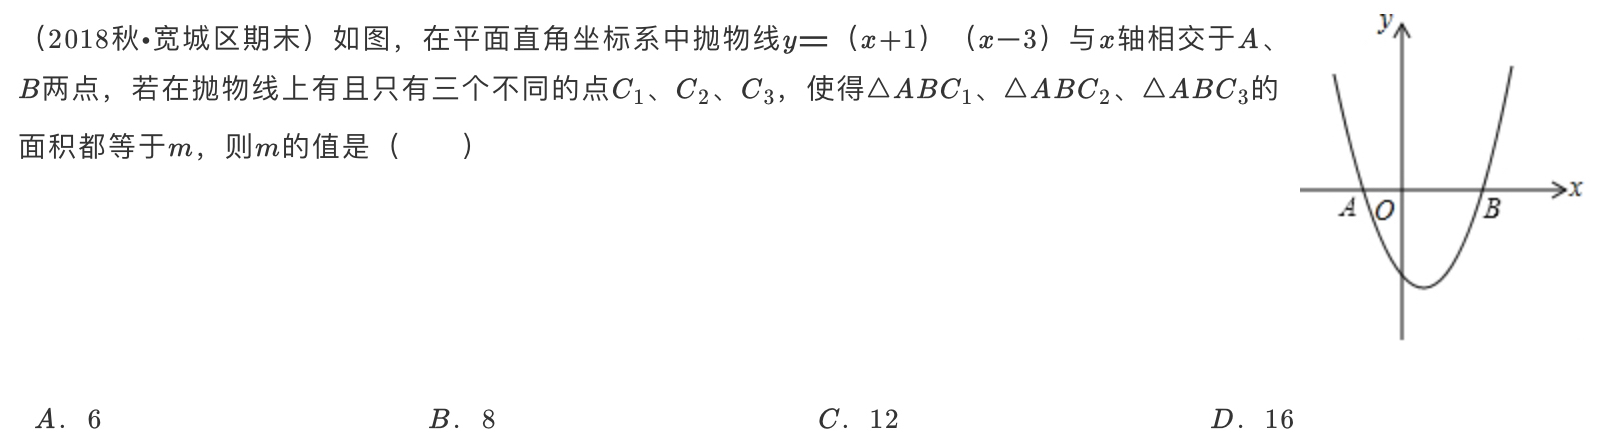 （2018秋•宽城区期末）如图，在平面直角坐标系中抛物线y＝（x+1）（x−3）与x轴相交于A、
B两点，若在抛物线上有且只有三个不同的点C₁、C₂、C₃，使得△ABC₁、△ABC₂、△ABC₃的
面积都等于m，则m的值是（　　）
y
x
A O B
A．6 B．8 C．12 D．16